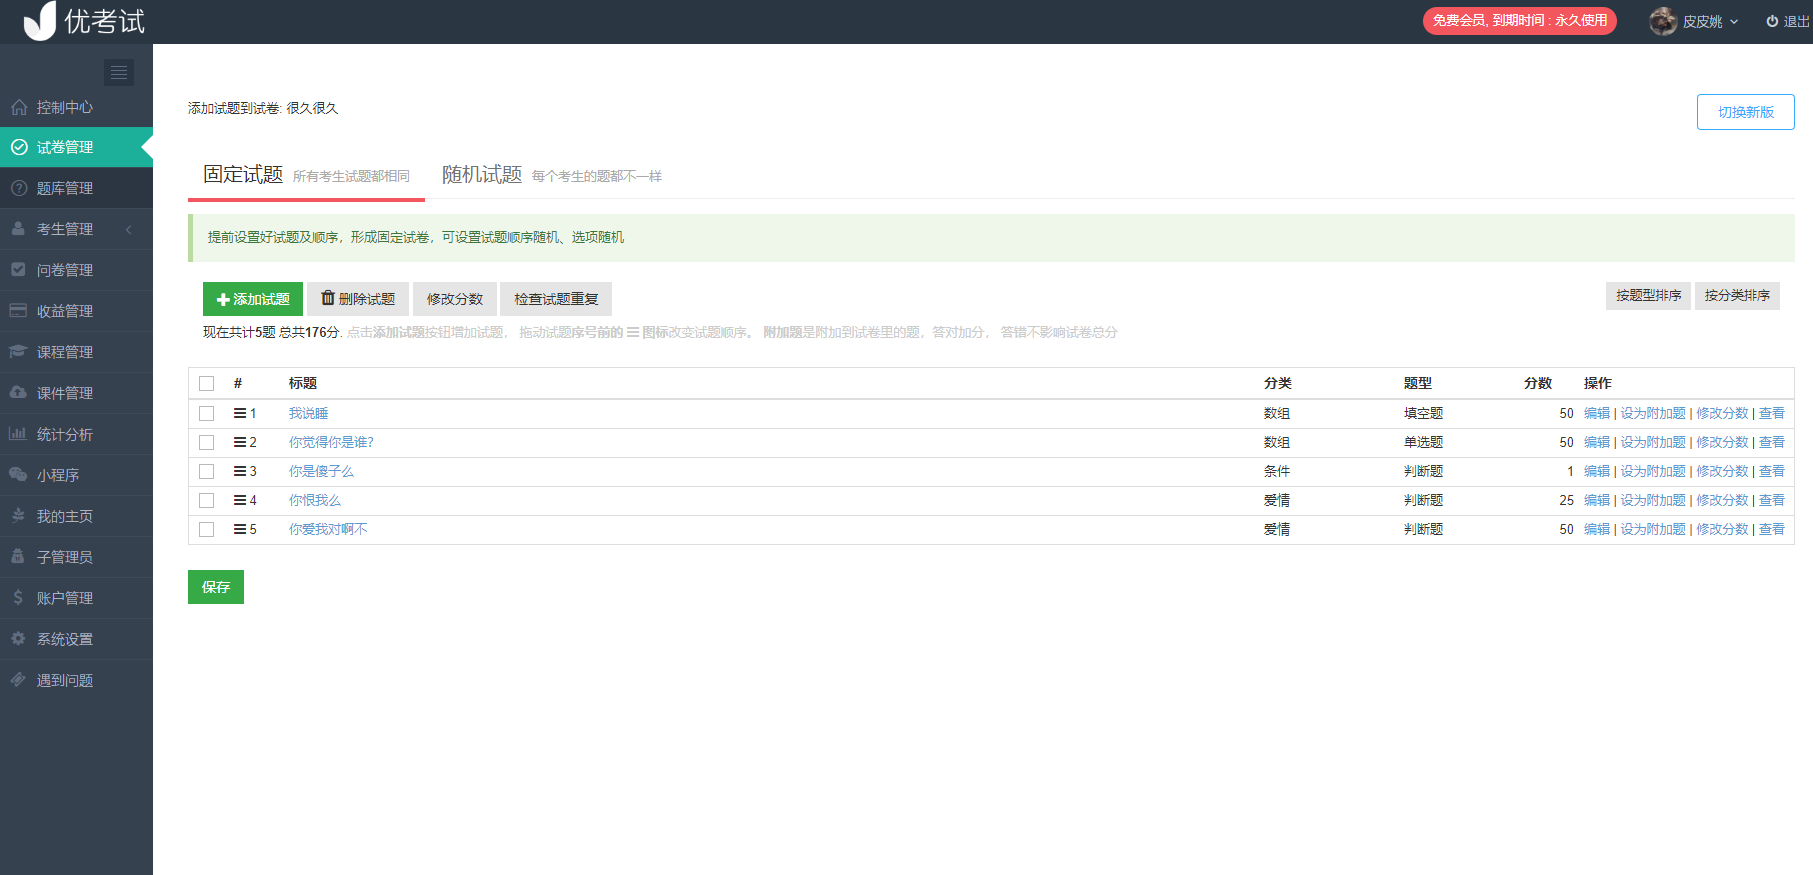 优考试
免费会员, 到期时间 : 永久使用
皮皮姚
退出
控制中心
试卷管理
题库管理
考生管理
问卷管理
收益管理
课程管理
课件管理
统计分析
小程序
我的主页
子管理员
账户管理
系统设置
遇到问题
添加试题到试卷: 很久很久
切换新版
固定试题 所有考生试题都相同 随机试题 每个考生的题都不一样
提前设置好试题及顺序，形成固定试卷，可设置试题顺序随机、选项随机
添加试题 删除试题 修改分数 检查试题重复 按题型排序 按分类排序
现在共计5题 总共176分. 点击添加试题按钮增加试题， 拖动试题序号前的 图标改变试题顺序。 附加题是附加到试卷里的题，答对加分， 答错不影响试卷总分
# 标题 分类 题型 分数 操作
1 我说睡 数组 填空题 50 编辑 | 设为附加题 | 修改分数 | 查看
2 你觉得你是谁? 数组 单选题 50 编辑 | 设为附加题 | 修改分数 | 查看
3 你是傻子么 条件 判断题 1 编辑 | 设为附加题 | 修改分数 | 查看
4 你恨我么 爱情 判断题 25 编辑 | 设为附加题 | 修改分数 | 查看
5 你爱我对啊不 爱情 判断题 50 编辑 | 设为附加题 | 修改分数 | 查看
保存